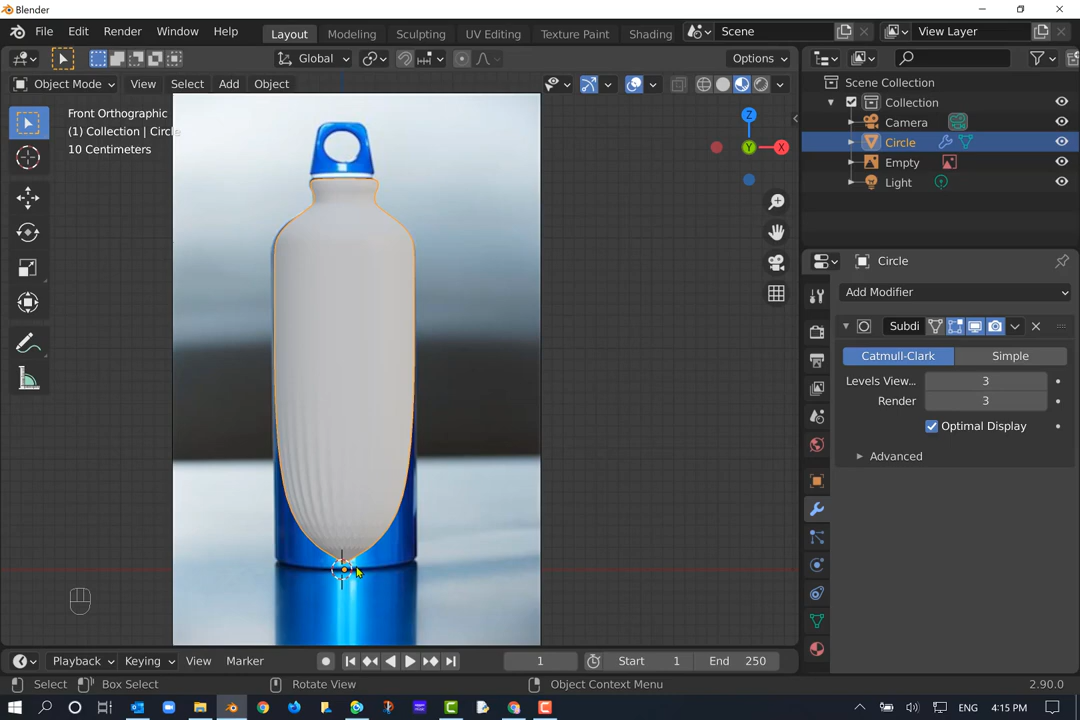 Blender
File Edit Render Window Help Layout Modeling Sculpting UV Editing Texture Paint Shading Scene View Layer
Global Options
Object Mode View Select Add Object
Front Orthographic
(1) Collection | Circle
10 Centimeters
Z
Y X
Scene Collection
Collection
Camera
Circle
Empty
Light
Circle
Add Modifier
Subdi
Catmull-Clark Simple
Levels View... 3
Render 3
Optimal Display
Advanced
Playback Keying View Marker 1 Start 1 End 250
Select Box Select Rotate View Object Context Menu 2.90.0
ENG 4:15 PM